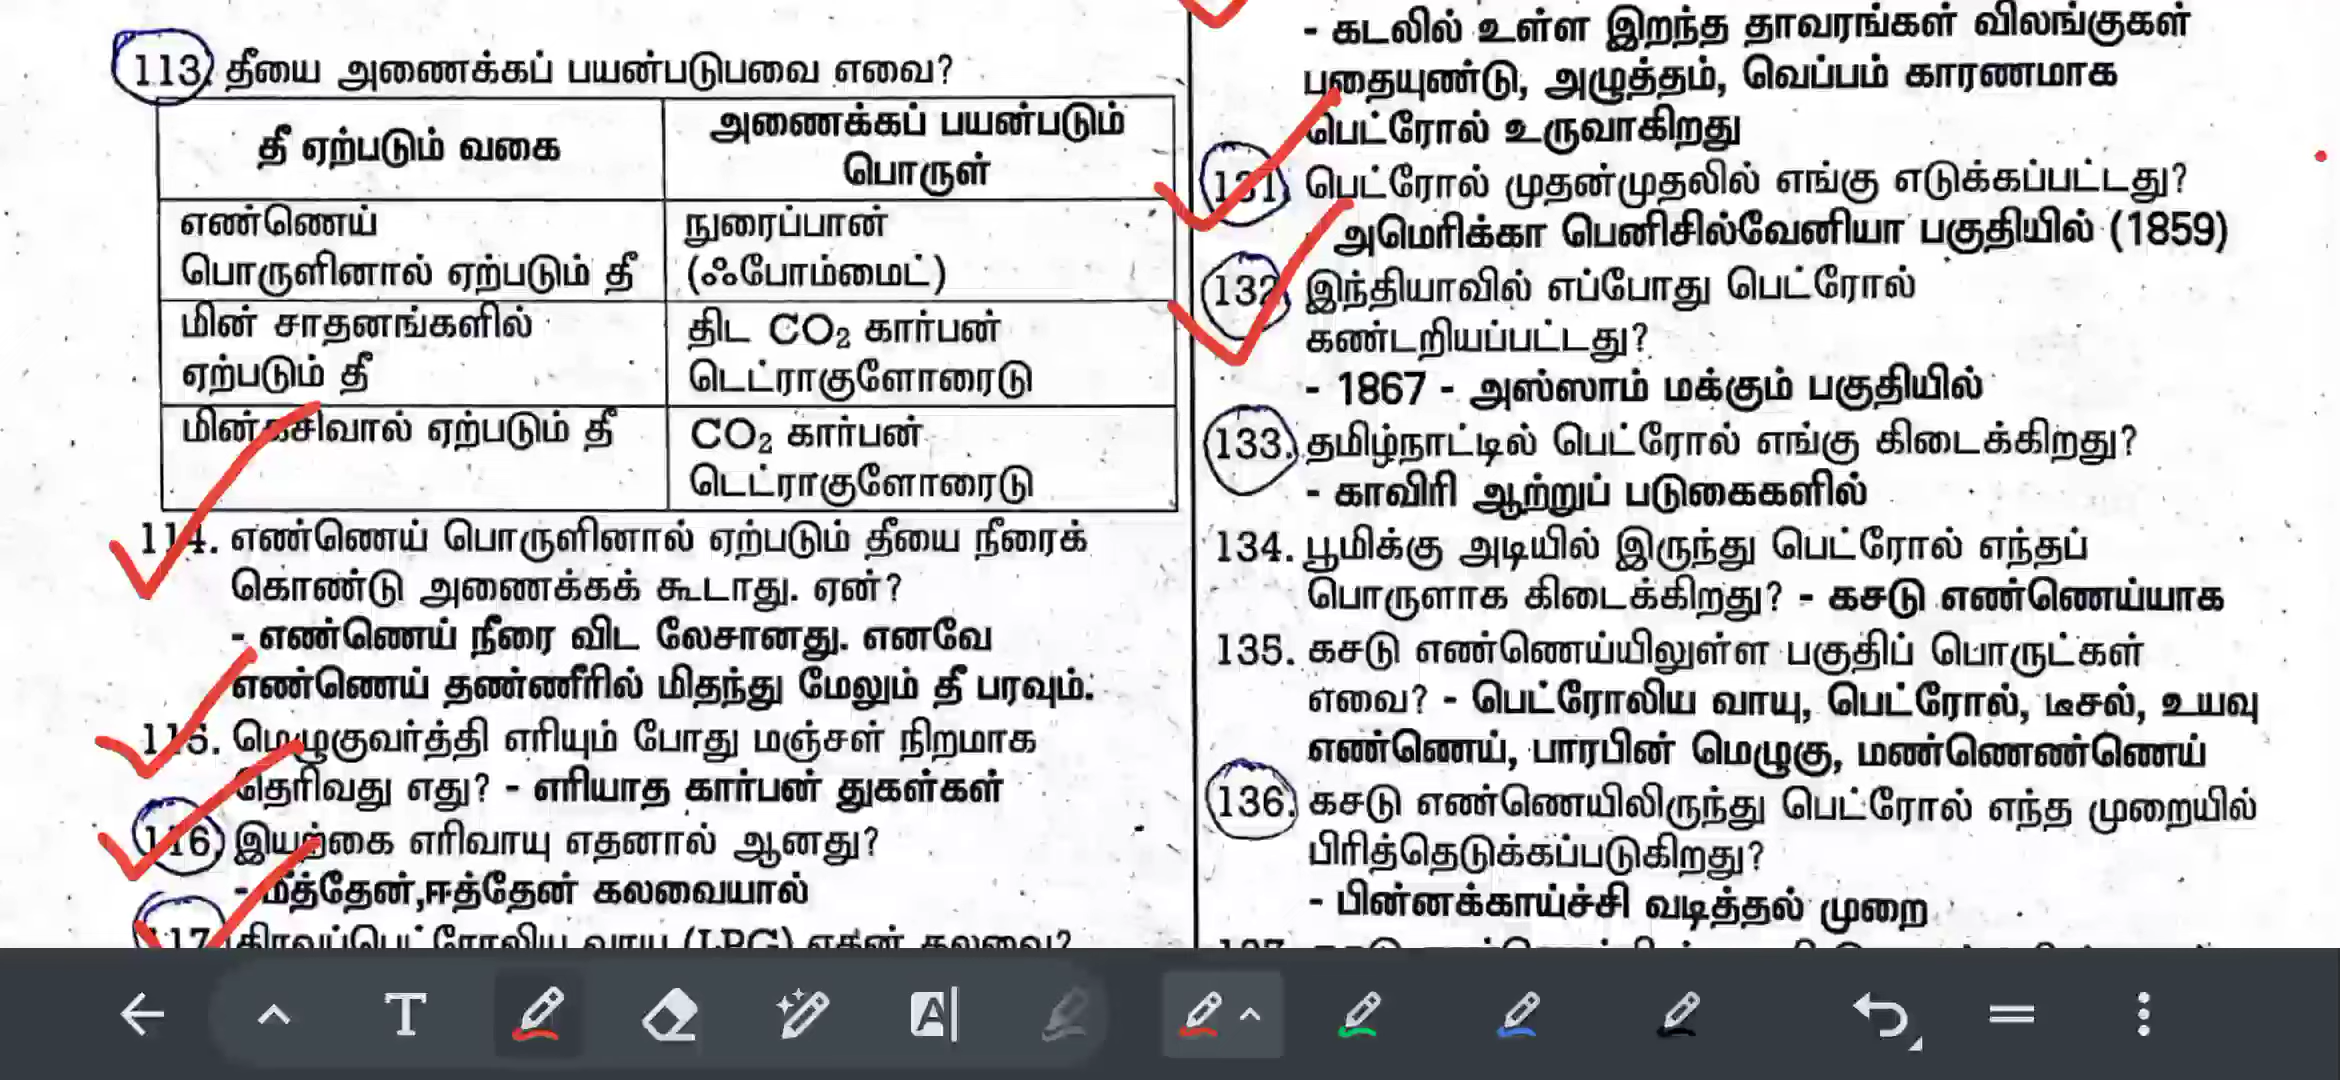 113. தீயை அணைக்கப் பயன்படுபவை எவை?
தீ ஏற்படும் வகை
அணைக்கப் பயன்படும்
பொருள்
எண்ணெய்
பொருளினால் ஏற்படும் தீ
நுரைப்பான்
(ஃபோம்மைட்)
மின் சாதனங்களில்
ஏற்படும் தீ
திட CO₂ கார்பன்
டெட்ராகுளோரைடு
மின்கசிவால் ஏற்படும் தீ
CO₂ கார்பன்
டெட்ராகுளோரைடு
114. எண்ணெய் பொருளினால் ஏற்படும் தீயை நீரைக்
கொண்டு அணைக்கக் கூடாது. ஏன்?
- எண்ணெய் நீரை விட லேசானது. எனவே
எண்ணெய் தண்ணீரில் மிதந்து மேலும் தீ பரவும்.
115. மெழுகுவர்த்தி எரியும் போது மஞ்சள் நிறமாக
தெரிவது எது? - எரியாத கார்பன் துகள்கள்
116. இயற்கை எரிவாயு எதனால் ஆனது?
- மீத்தேன்,ஈத்தேன் கலவையால்
117. திரவப்பெட்ரோலிய வாயு (LPG) எதன் கலவை?
- கடலில் உள்ள இறந்த தாவரங்கள் விலங்குகள்
புதையுண்டு, அழுத்தம், வெப்பம் காரணமாக
பெட்ரோல் உருவாகிறது
131. பெட்ரோல் முதன்முதலில் எங்கு எடுக்கப்பட்டது?
- அமெரிக்கா பெனிசில்வேனியா பகுதியில் (1859)
132. இந்தியாவில் எப்போது பெட்ரோல்
கண்டறியப்பட்டது?
- 1867 - அஸ்ஸாம் மக்கும் பகுதியில்
133. தமிழ்நாட்டில் பெட்ரோல் எங்கு கிடைக்கிறது?
- காவிரி ஆற்றுப் படுகைகளில்
134. பூமிக்கு அடியில் இருந்து பெட்ரோல் எந்தப்
பொருளாக கிடைக்கிறது? - கசடு எண்ணெய்யாக
135. கசடு எண்ணெய்யிலுள்ள பகுதிப் பொருட்கள்
எவை? - பெட்ரோலிய வாயு, பெட்ரோல், டீசல், உயவு
எண்ணெய், பாரபின் மெழுகு, மண்ணெண்ணெய்
136. கசடு எண்ணெயிலிருந்து பெட்ரோல் எந்த முறையில்
பிரித்தெடுக்கப்படுகிறது?
- பின்னக்காய்ச்சி வடித்தல் முறை